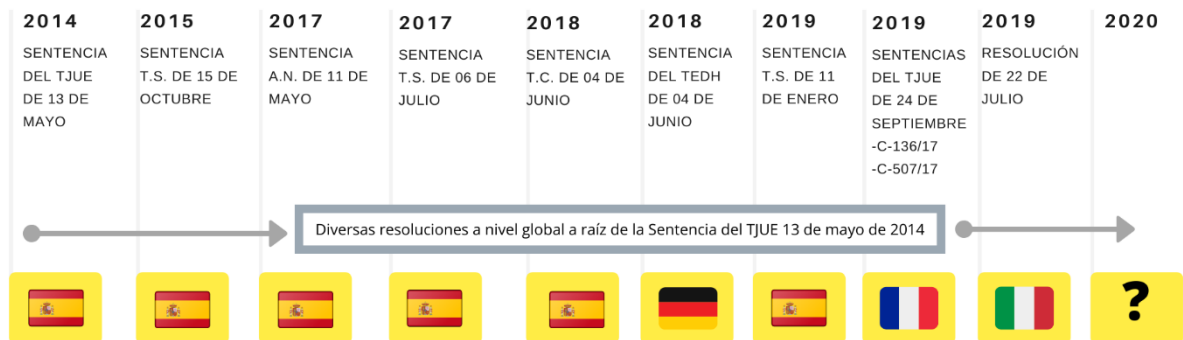 2014
SENTENCIA
DEL TJUE
DE 13 DE
MAYO
2015
SENTENCIA
T.S. DE 15 DE
OCTUBRE
2017
SENTENCIA
A.N. DE 11 DE
MAYO
2017
SENTENCIA
T.S. DE 06 DE
JULIO
2018
SENTENCIA
T.C. DE 04 DE
JUNIO
2018
SENTENCIA
DEL TEDH
DE 04 DE
JUNIO
2019
SENTENCIA
T.S. DE 11
DE ENERO
2019
SENTENCIAS
DEL TJUE
DE 24 DE
SEPTIEMBRE
-C-136/17
-C-507/17
2019
RESOLUCIÓN
DE 22 DE
JULIO
2020
Diversas resoluciones a nivel global a raíz de la Sentencia del TJUE 13 de mayo de 2014
?